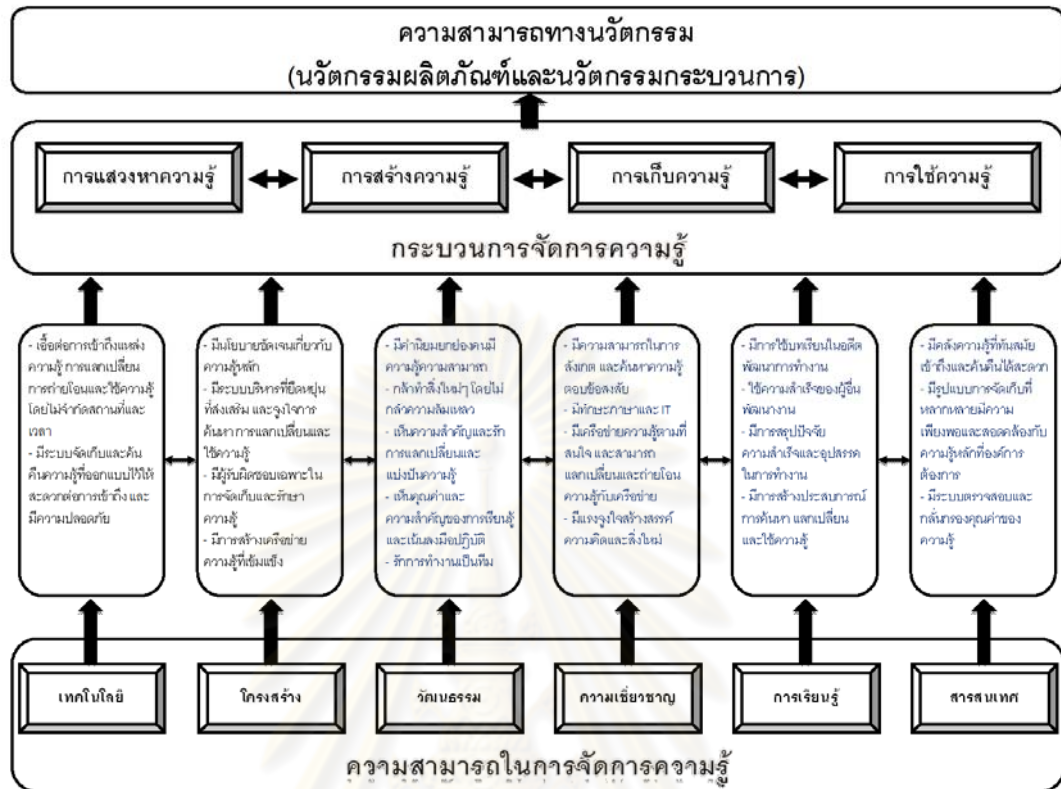 ความสามารถทางนวัตกรรม
(นวัตกรรมผลิตภัณฑ์และนวัตกรรมกระบวนการ)
การแสวงหาความรู้
การสร้างความรู้
การเก็บความรู้
การใช้ความรู้
กระบวนการจัดการความรู้
- เอื้อต่อการเข้าถึงแหล่ง
ความรู้ การแลกเปลี่ยน
การถ่ายโอนและใช้ความรู้
โดยไม่จำกัดสถานที่และ
เวลา
- มีระบบจัดเก็บและค้น
คืนความรู้ที่ออกแบบไว้ให้
สะดวกต่อการเข้าถึง และ
มีความปลอดภัย
- มีนโยบายชัดเจนเกี่ยวกับ
ความรู้หลัก
- มีระบบบริหารที่ยืดหยุ่น
ที่ส่งเสริม และจูงใจการ
ค้นหา การแลกเปลี่ยนและ
ใช้ความรู้
- มีผู้รับผิดชอบเฉพาะใน
การจัดเก็บและรักษา
ความรู้
- มีการสร้างเครือข่าย
ความรู้ที่เข้มแข็ง
- มีค่านิยมยกย่องคนมี
ความรู้ความสามารถ
- กล้าทำสิ่งใหม่ๆ โดยไม่
กลัวความล้มเหลว
- เห็นความสำคัญและรัก
การแลกเปลี่ยนและ
แบ่งปันความรู้
- เห็นคุณค่าและ
ความสำคัญของการเรียนรู้
และเน้นลงมือปฏิบัติ
- รักการทำงานเป็นทีม
- มีความสามารถในการ
สังเกต และค้นหาความรู้
ตอบข้อสงสัย
- มีทักษะภาษาและ IT
- มีเครือข่ายความรู้ตามที่
สนใจ และสามารถ
แลกเปลี่ยนและถ่ายโอน
ความรู้กับเครือข่าย
- มีแรงจูงใจสร้างสรรค์
ความคิดและสิ่งใหม่
- มีการใช้บทเรียนในอดีต
พัฒนาการทำงาน
- ใช้ความสำเร็จของผู้อื่น
พัฒนางาน
- มีการสรุปปัจจัย
ความสำเร็จและอุปสรรค
ในการทำงาน
- มีการสร้างประสบการณ์
การค้นหา แลกเปลี่ยน
และใช้ความรู้
- มีคลังความรู้ที่ทันสมัย
เข้าถึงและค้นคืนได้สะดวก
- มีรูปแบบการจัดเก็บที่
หลากหลายมีความ
เพียงพอและสอดคล้องกับ
ความรู้หลักที่องค์การ
ต้องการ
- มีระบบตรวจสอบและ
กลั่นกรองคุณค่าของ
ความรู้
เทคโนโลยี
โครงสร้าง
วัฒนธรรม
ความเชี่ยวชาญ
การเรียนรู้
สารสนเทศ
ความสามารถในการจัดการความรู้